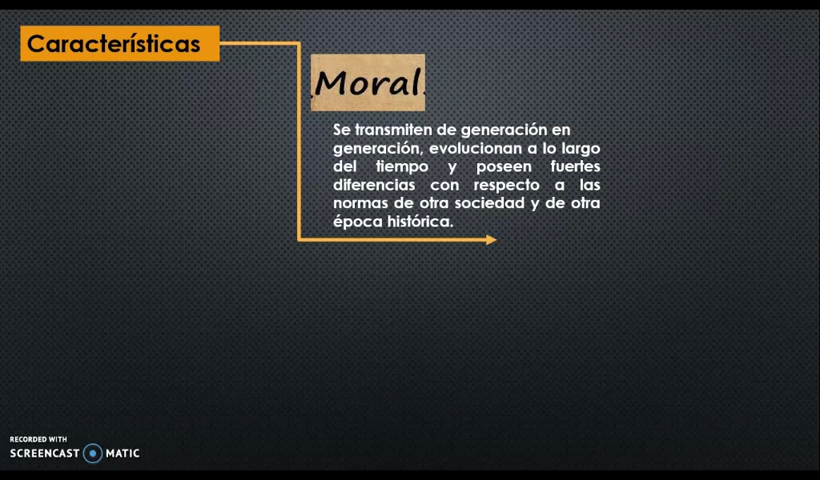 Características
Moral
Se transmiten de generación en
generación, evolucionan a lo largo
del tiempo y poseen fuertes
diferencias con respecto a las
normas de otra sociedad y de otra
época histórica.
RECORDED WITH
SCREENCAST MATIC